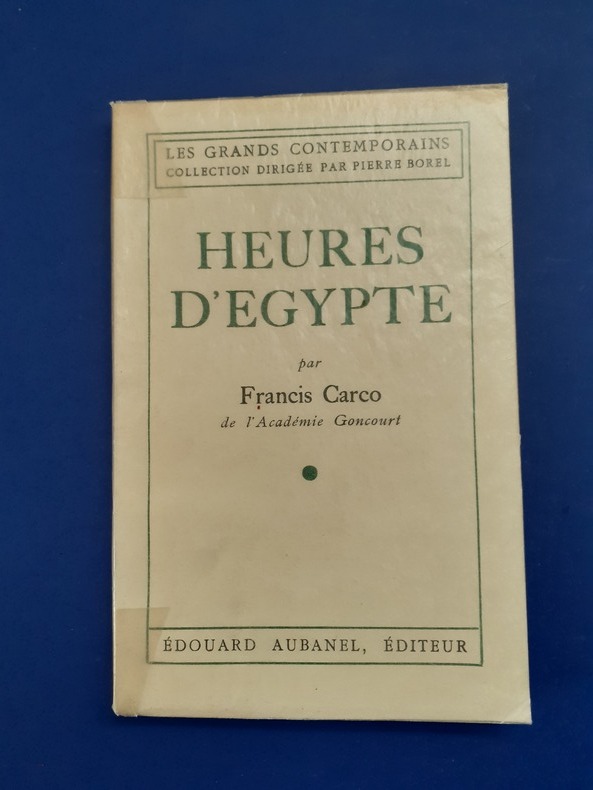 LES GRANDS CONTEMPORAINS
COLLECTION DIRIGÉE PAR PIERRE BOREL
HEURES
D'EGYPTE
par
Francis Carco
de l'Académie Goncourt
ÉDOUARD AUBANEL, ÉDITEUR